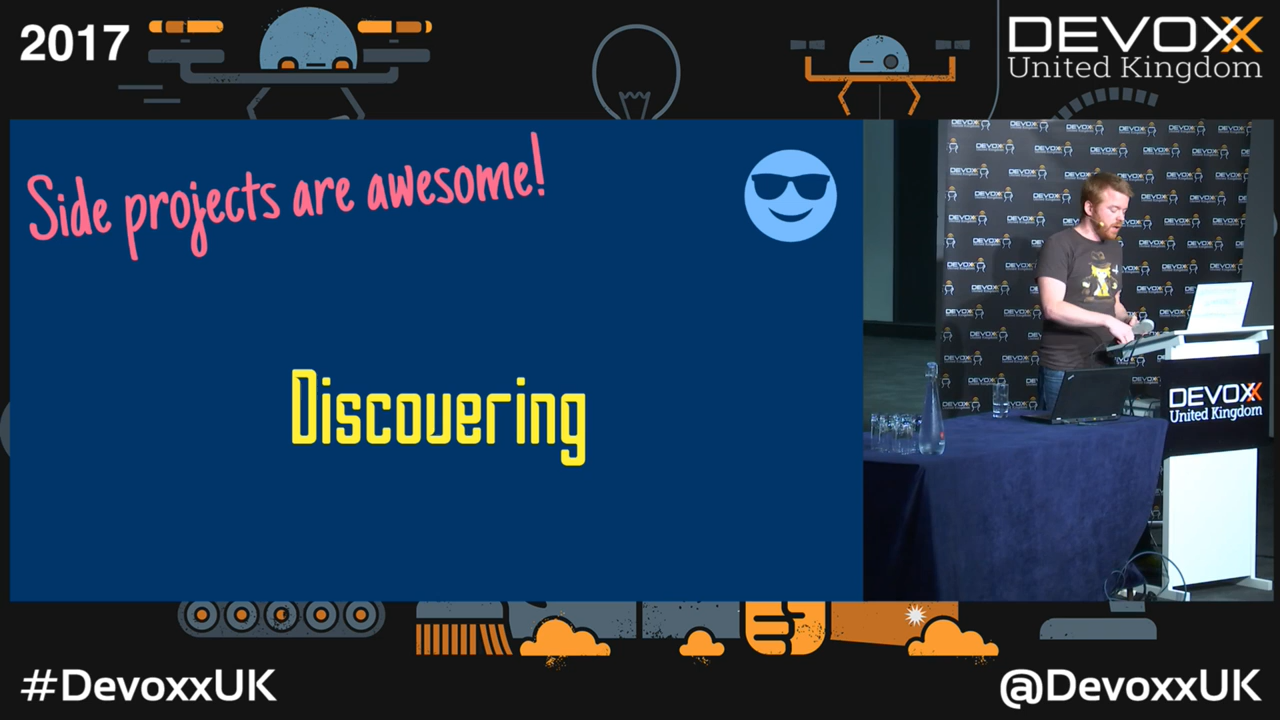 2017
DEVOXX
United Kingdom
Side projects are awesome!
Discovering
DEVOXX
United Kingdom
#DevoxxUK
@DevoxxUK